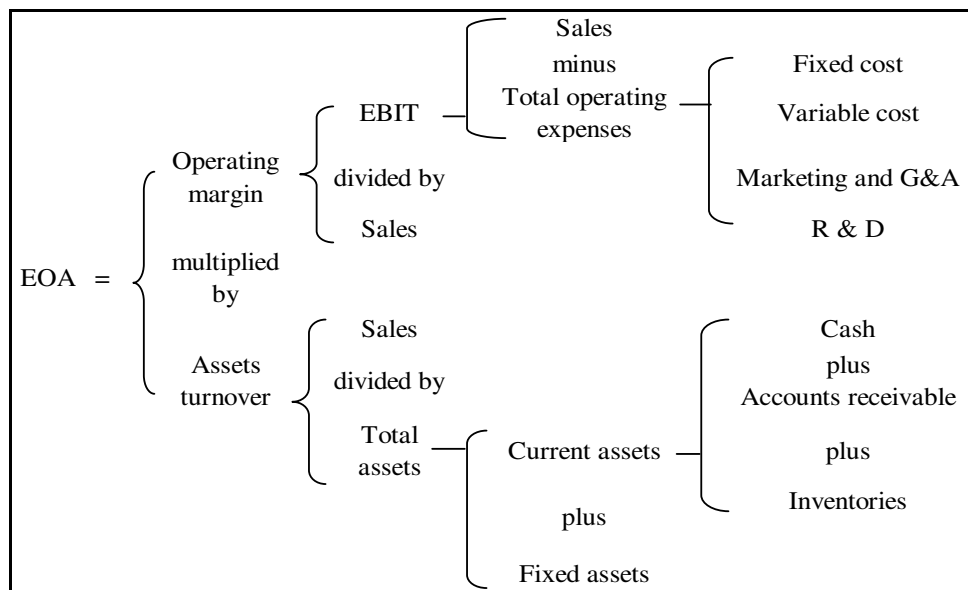 Sales
minus
Total operating
expenses
Fixed cost
Variable cost
Marketing and G&A
R & D
EBIT
divided by
Sales
Operating
margin
multiplied
by
EOA =
Assets
turnover
Sales
divided by
Total
assets
Current assets
plus
Fixed assets
Cash
plus
Accounts receivable
plus
Inventories